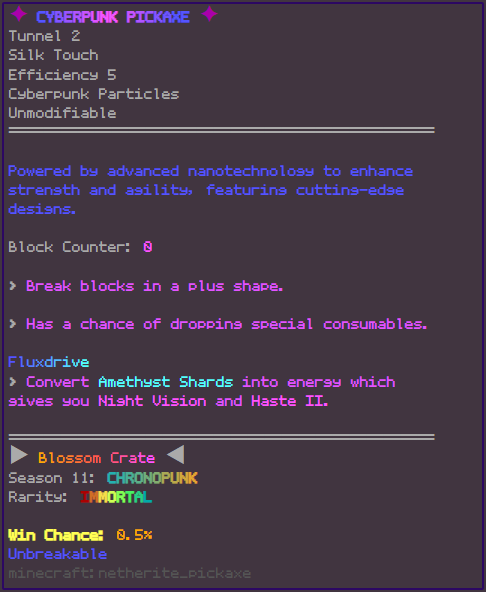 ✦ CYBERPUNK PICKAXE ✦
Tunnel 2
Silk Touch
Efficiency 5
Cyberpunk Particles
Unmodifiable
Powered by advanced nanotechnology to enhance
strength and agility, featuring cutting-edge
designs.
Block Counter: 0
> Break blocks in a plus shape.
> Has a chance of dropping special consumables.
Fluxdrive
> Convert Amethyst Shards into energy which
gives you Night Vision and Haste II.
▶ Blossom Crate ◀
Season 11: CHRONOPUNK
Rarity: IMMORTAL
Win Chance: 0.5%
Unbreakable
minecraft:netherite_pickaxe